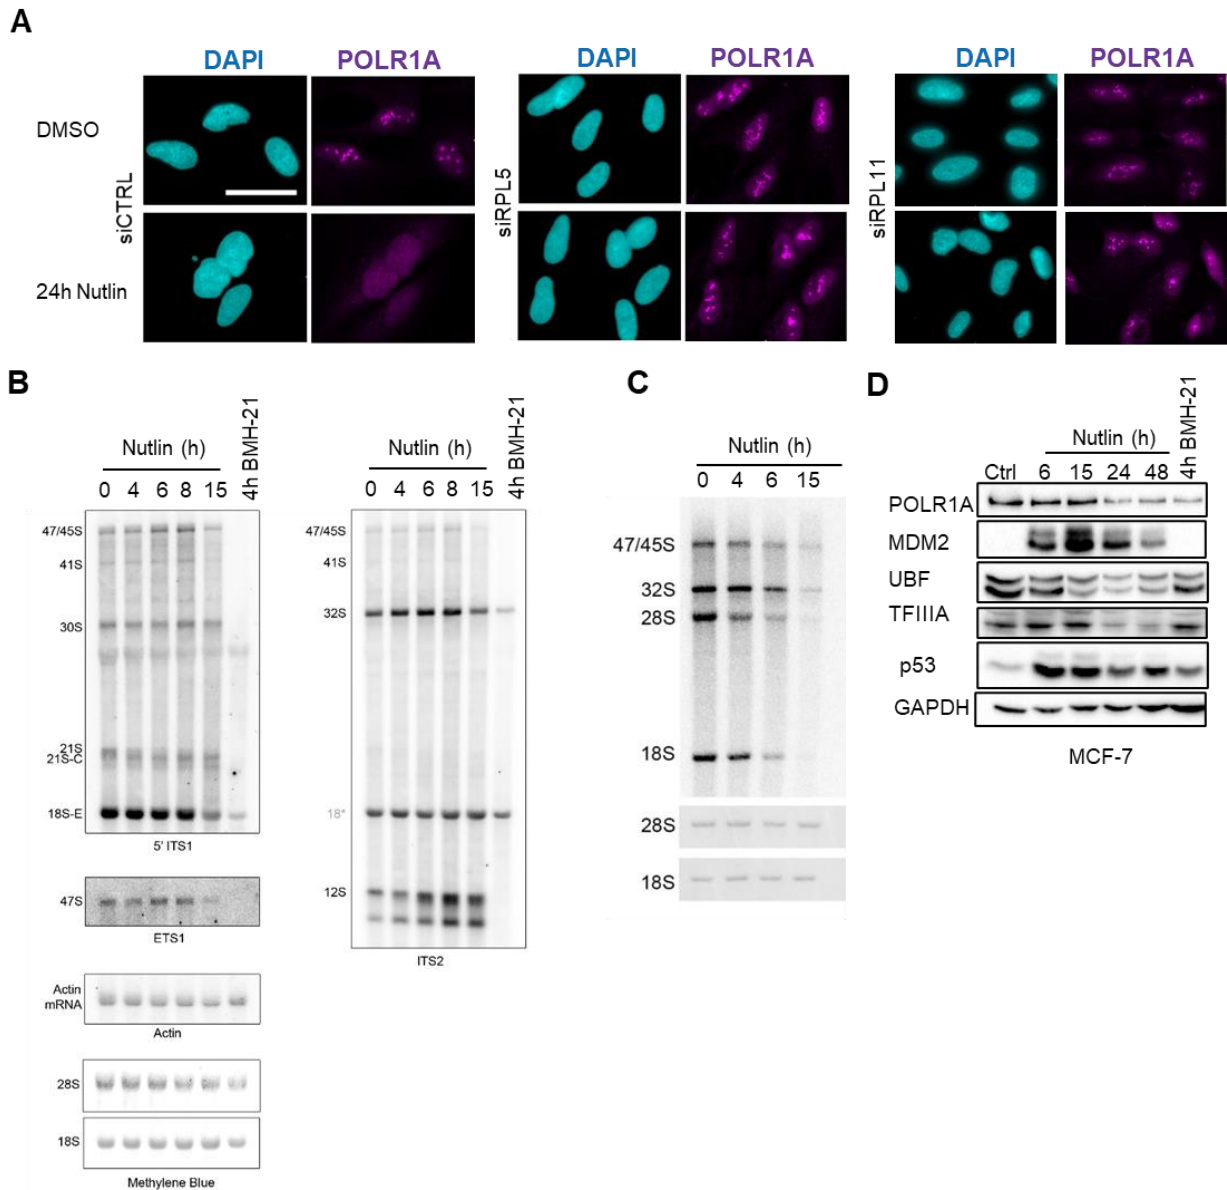 A
DAPI POLR1A DAPI POLR1A DAPI POLR1A
DMSO
siCTRL
siRPL5
siRPL11
24h Nutlin
B
Nutlin (h)
4h BMH-21
0 4 6 8 15
47/45S
41S
30S
21S
21S-C
18S-E
5' ITS1
47S
ETS1
Actin
mRNA
Actin
28S
18S
Methylene Blue
Nutlin (h)
4h BMH-21
0 4 6 8 15
47/45S
41S
32S
18*
12S
ITS2
C
Nutlin (h)
0 4 6 15
47/45S
32S
28S
18S
28S
18S
D
Nutlin (h)
4h BMH-21
Ctrl 6 15 24 48
POLR1A
MDM2
UBF
TFIIIA
p53
GAPDH
MCF-7